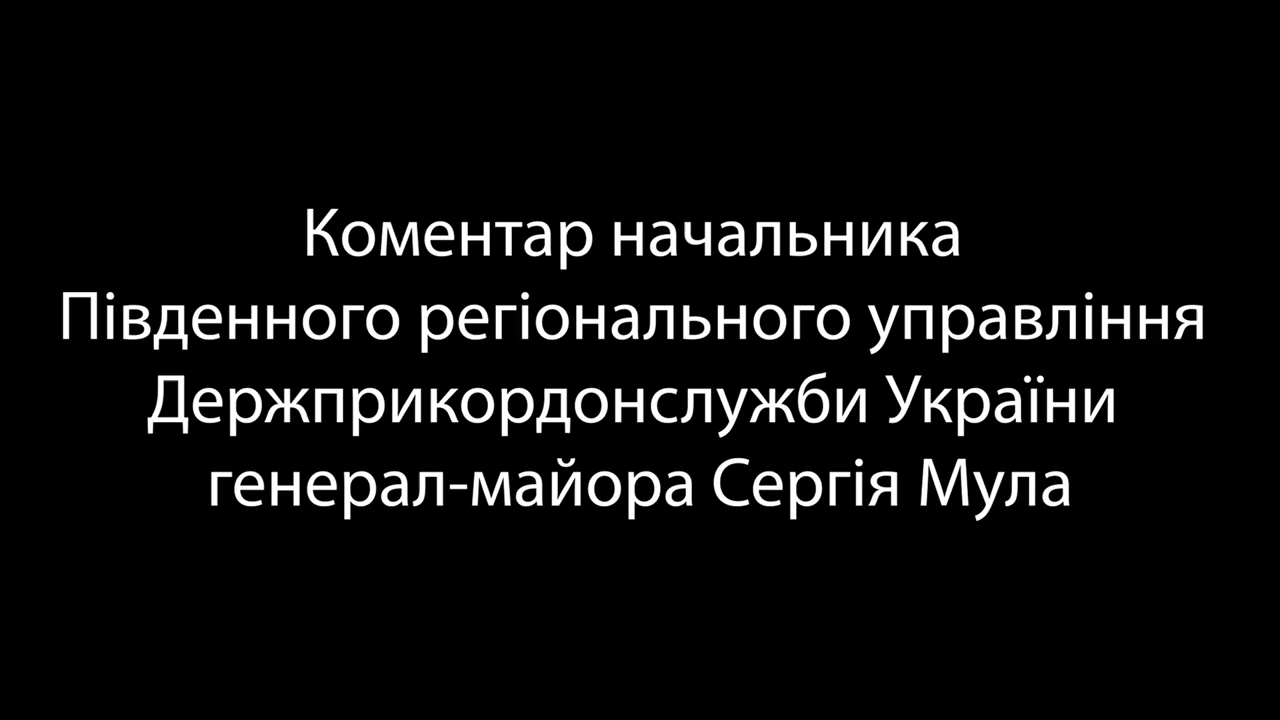 Коментар начальника
Південного регіонального управління
Держприкордонслужби України
генерал-майора Сергія Мула